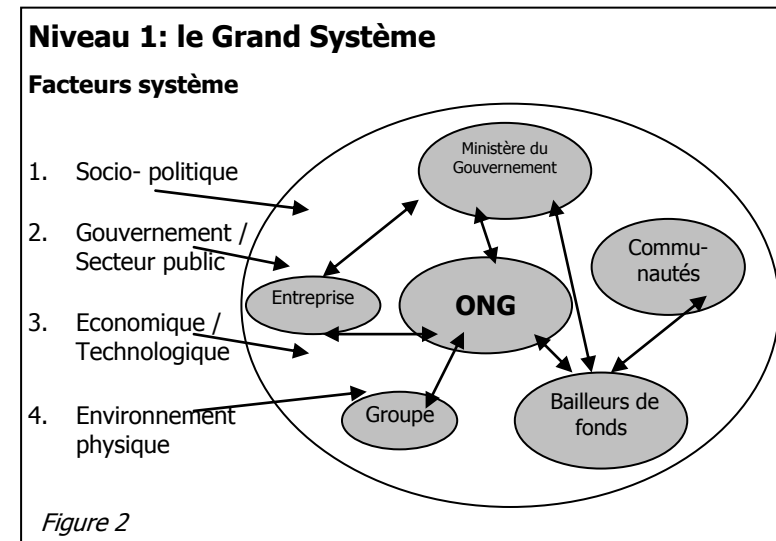 Niveau 1: le Grand Système
Facteurs système
1. Socio- politique
2. Gouvernement /
Secteur public
3. Economique /
Technologique
4. Environnement
physique
Ministère du
Gouvernement
Commu-
nautés
Entreprise
ONG
Groupe
Bailleurs de
fonds
Figure 2